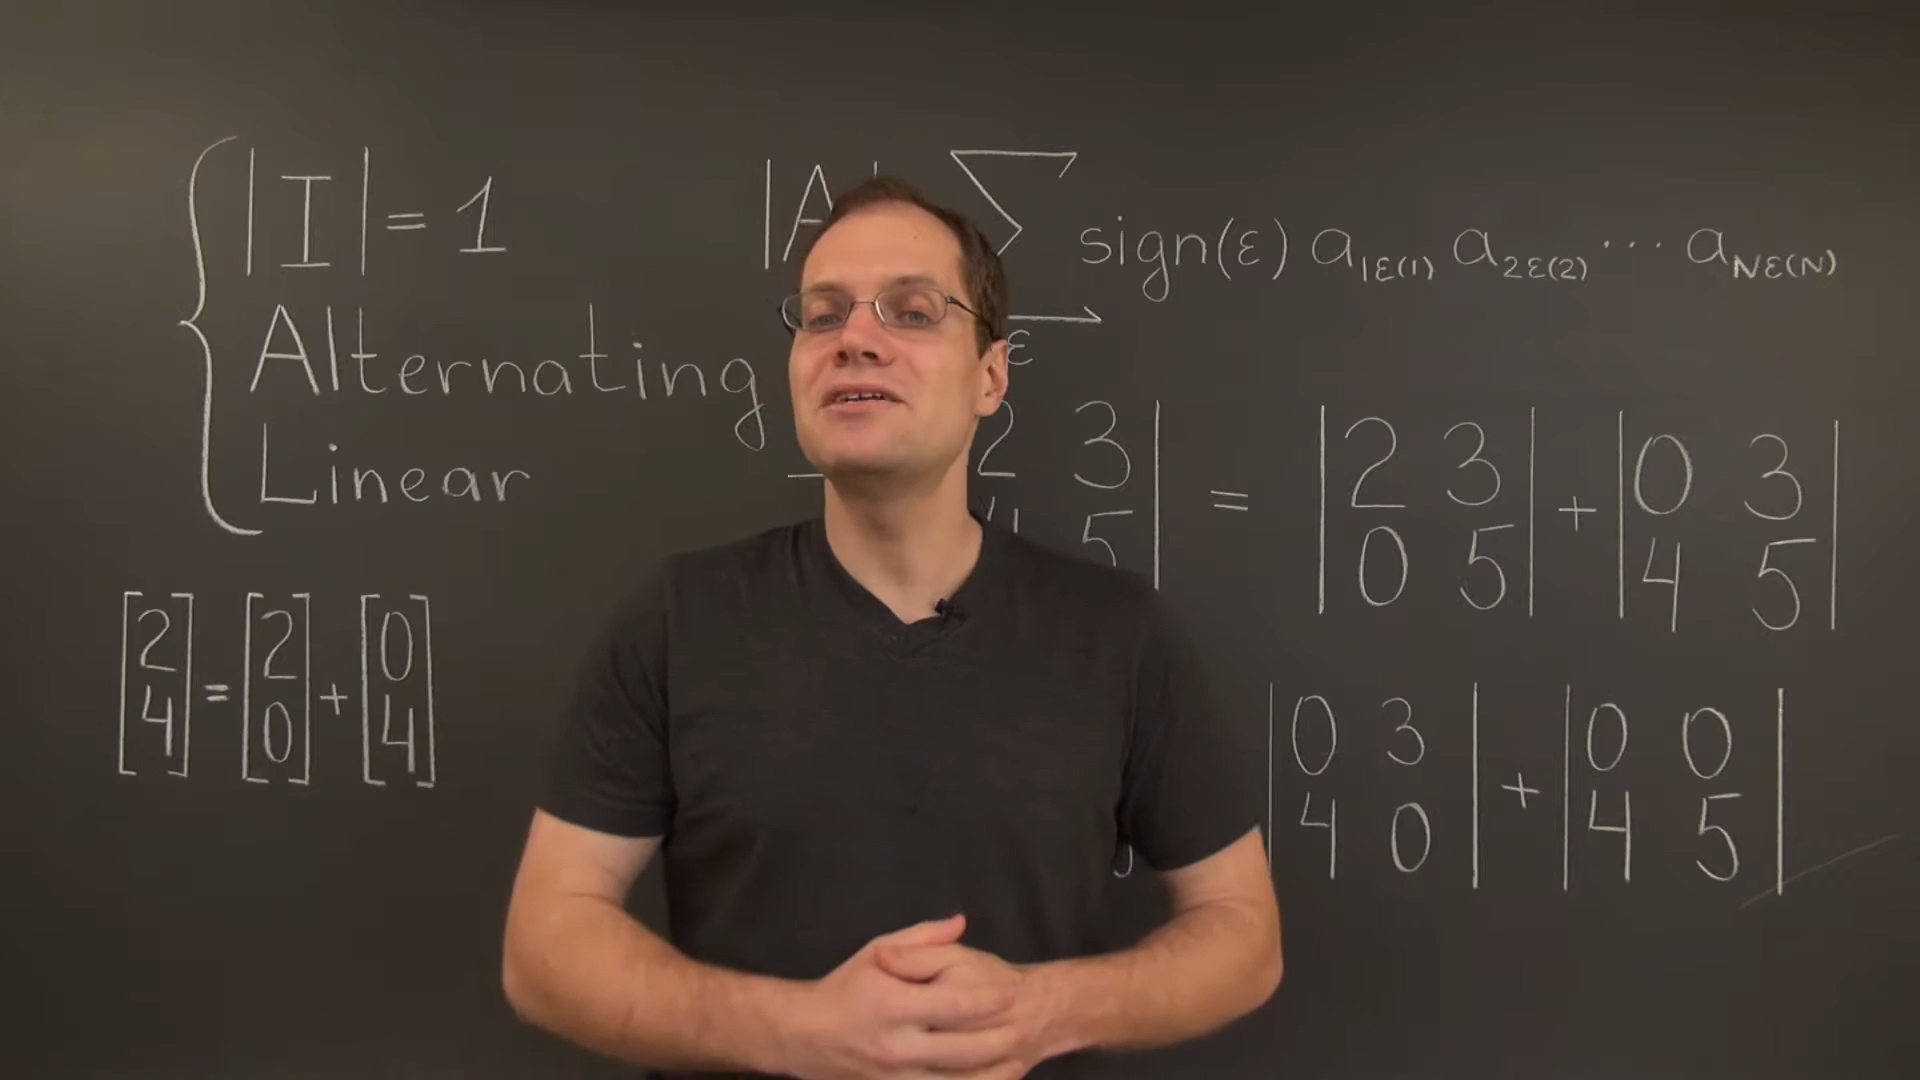 |I| = 1
Alternating
Linear
|A| ∑ sign(ε) a₁ε(1) a₂ε(2) ··· aNε(N)
ε
2 3
4 5 | = |2 3
0 5| + |0 3
4 5|
[2
4] = [2
0] + [0
4]
|0 3
4 0| + |0 0
4 5|